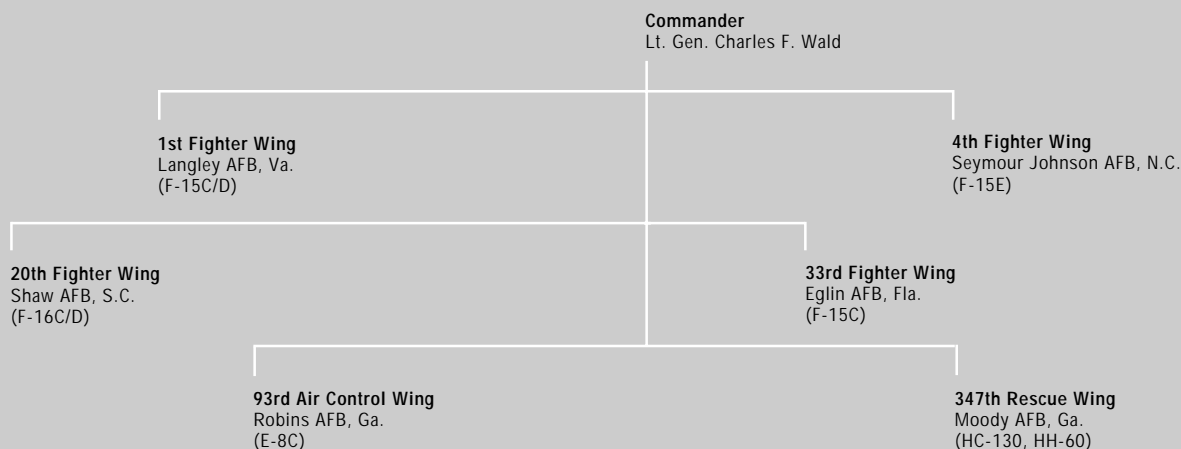 Commander
Lt. Gen. Charles F. Wald
1st Fighter Wing
Langley AFB, Va.
(F-15C/D)
4th Fighter Wing
Seymour Johnson AFB, N.C.
(F-15E)
20th Fighter Wing
Shaw AFB, S.C.
(F-16C/D)
33rd Fighter Wing
Eglin AFB, Fla.
(F-15C)
93rd Air Control Wing
Robins AFB, Ga.
(E-8C)
347th Rescue Wing
Moody AFB, Ga.
(HC-130, HH-60)